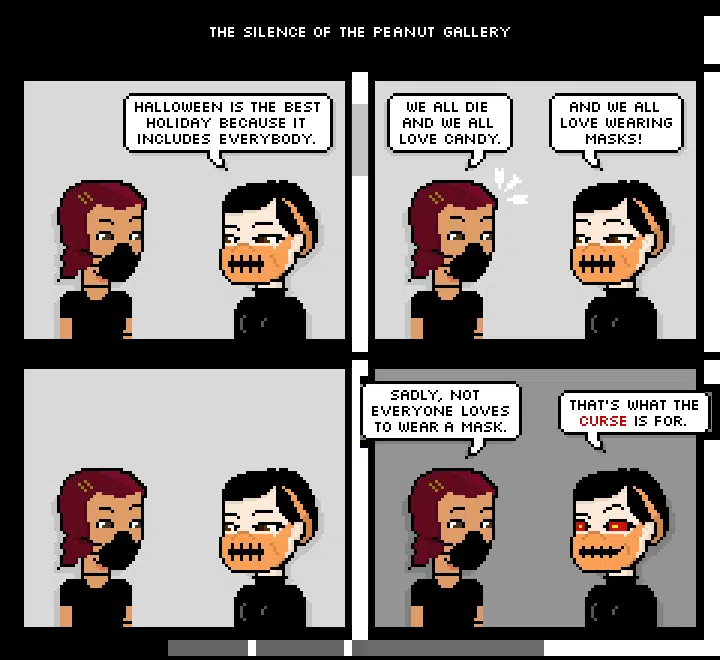 THE SILENCE OF THE PEANUT GALLERY
HALLOWEEN IS THE BEST
HOLIDAY BECAUSE IT
INCLUDES EVERYBODY.
WE ALL DIE
AND WE ALL
LOVE CANDY.
AND WE ALL
LOVE WEARING
MASKS!
SADLY, NOT
EVERYONE LOVES
TO WEAR A MASK.
THAT'S WHAT THE
CURSE IS FOR.